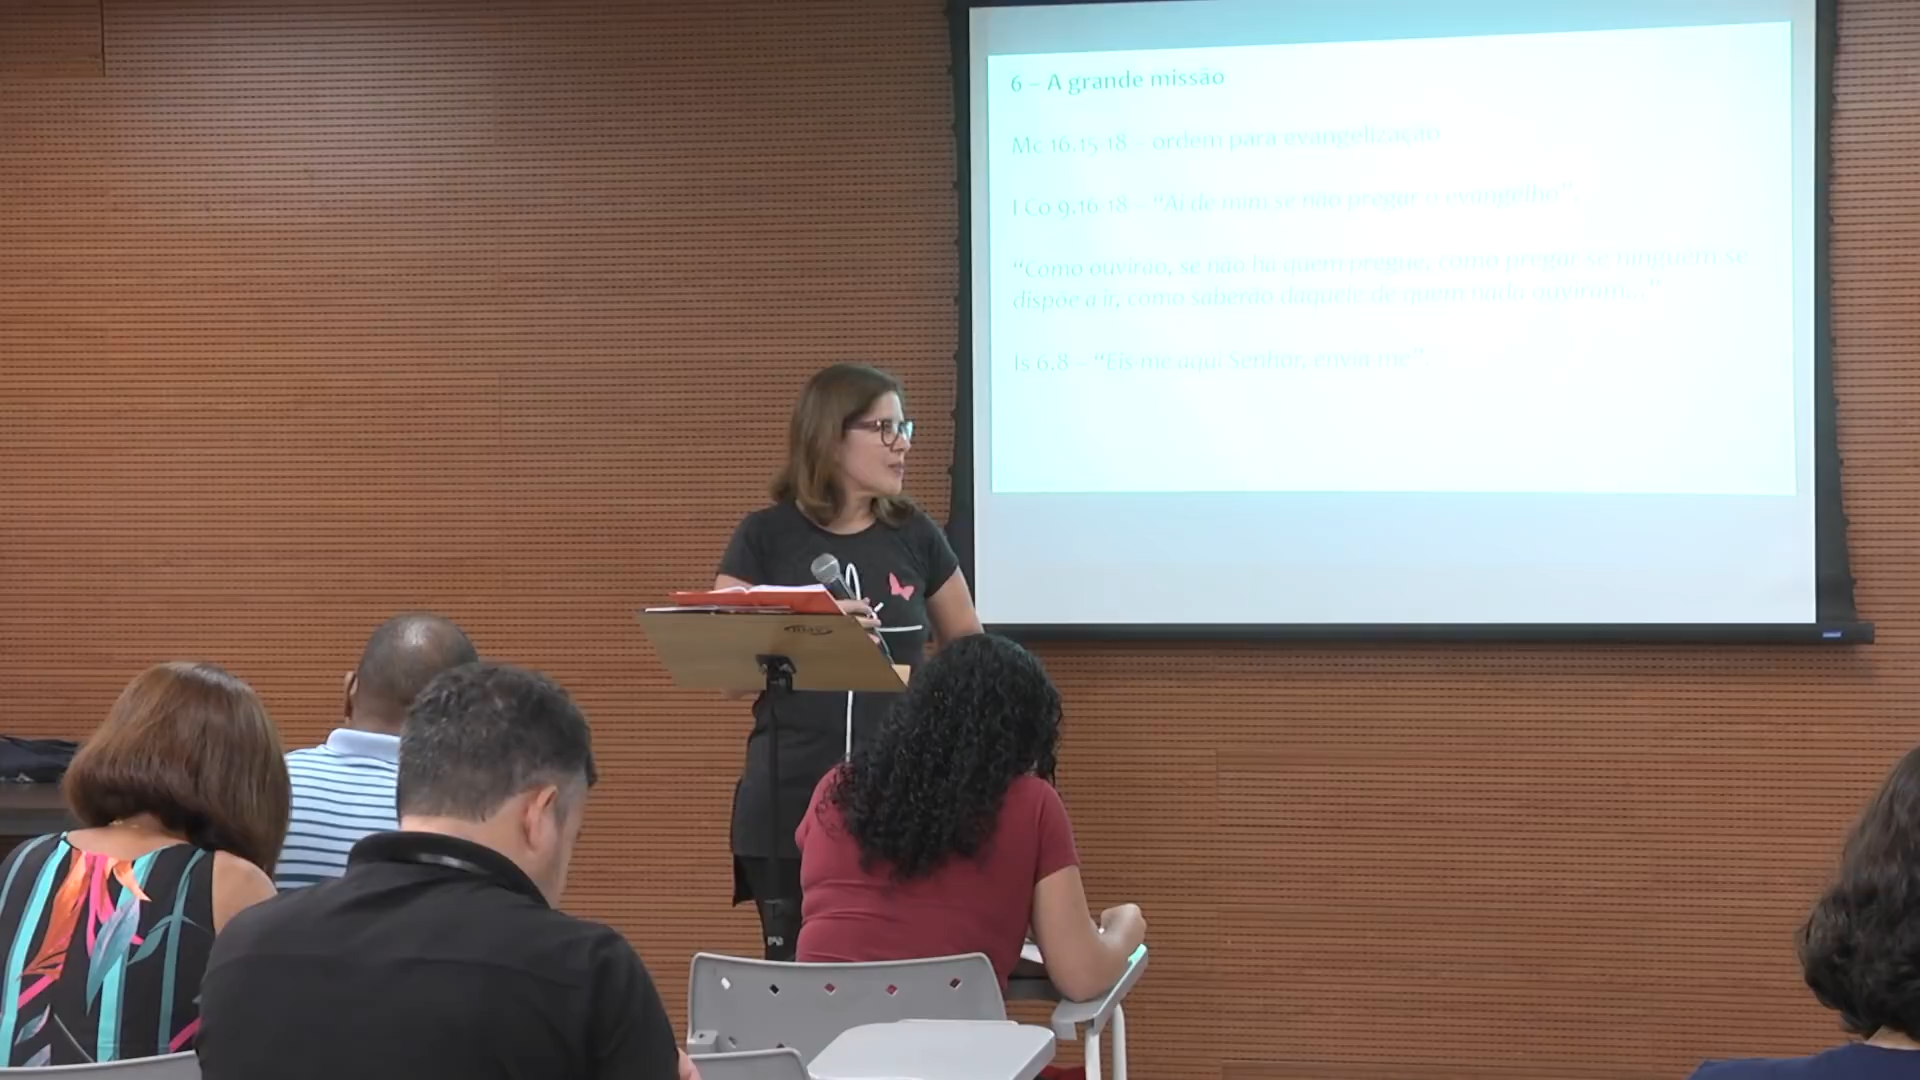 6 – A grande missão
Mc 16.15-18 – ordem para evangelização
I Co 9.16-18 – “Ai de mim se não pregar o evangelho”
“Como ouvirão, se não há quem pregue, como pregar se ninguém se
dispõe a ir, como saberão daquele de quem nada ouviram...”
Is 6.8 – “Eis-me aqui Senhor, envia-me”.